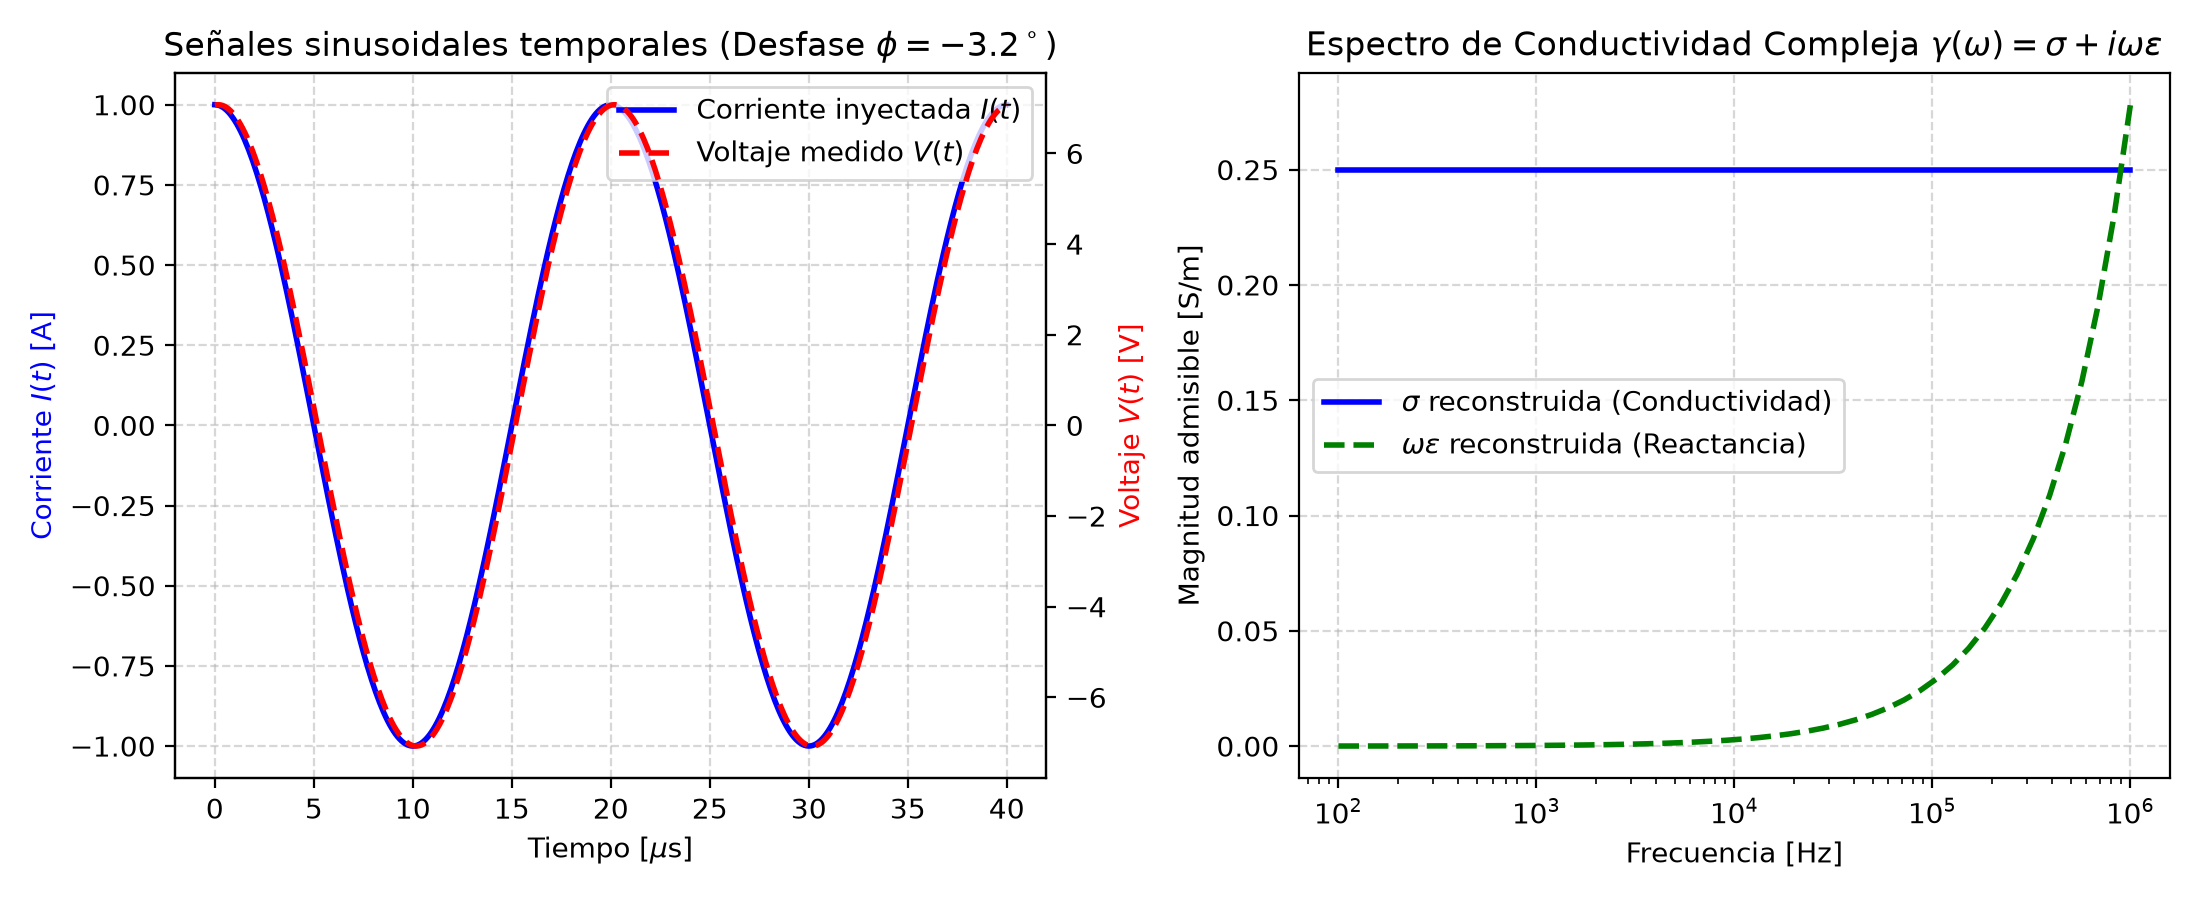 Señales sinusoidales temporales (Desfase ϕ = −3.2°)
Corriente inyectada I(t)
Voltaje medido V(t)
Corriente I(t) [A]
1.00
0.75
0.50
0.25
0.00
−0.25
−0.50
−0.75
−1.00
0 5 10 15 20 25 30 35 40
Tiempo [μs]
6
4
2
0
−2
−4
−6
Voltaje V(t) [V]
Espectro de Conductividad Compleja γ(ω) = σ + iωε
Magnitud admisible [S/m]
0.25
0.20
0.15
0.10
0.05
0.00
σ reconstruida (Conductividad)
ωε reconstruida (Reactancia)
10² 10³ 10⁴ 10⁵ 10⁶
Frecuencia [Hz]